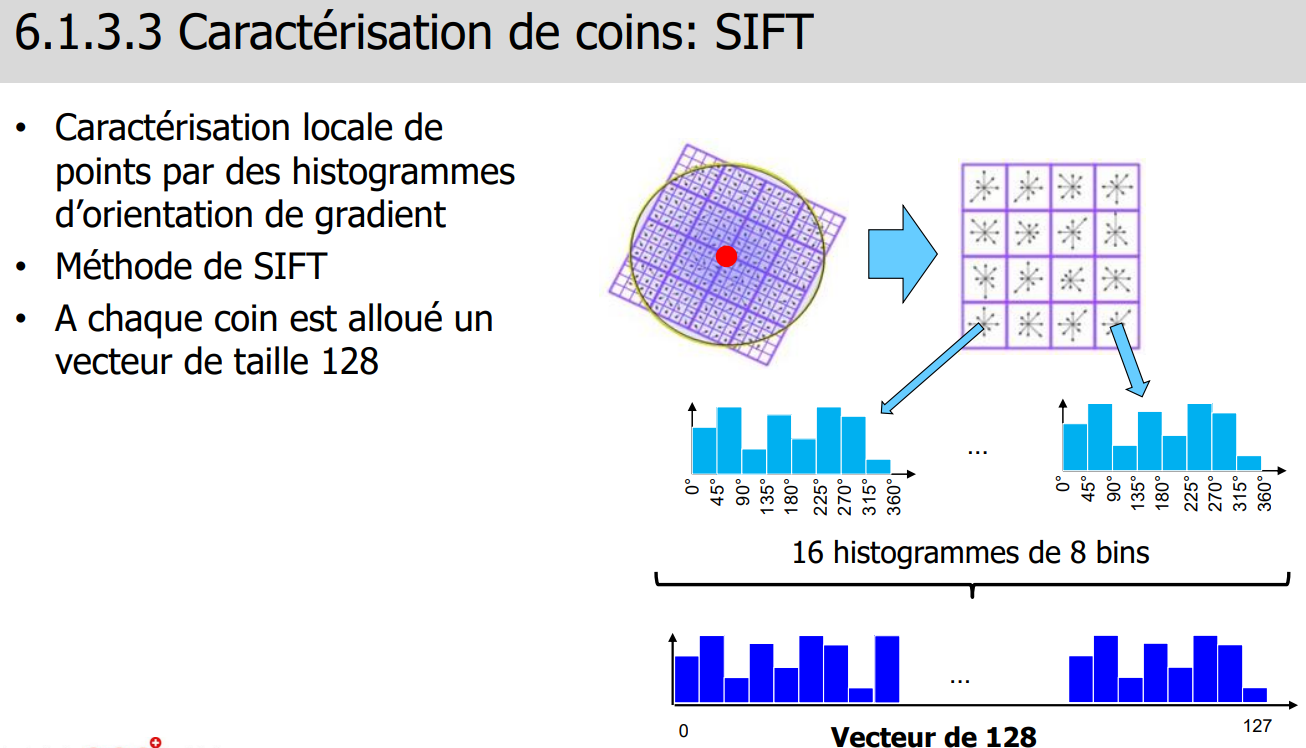 6.1.3.3 Caractérisation de coins: SIFT
• Caractérisation locale de
points par des histogrammes
d’orientation de gradient
• Méthode de SIFT
• A chaque coin est alloué un
vecteur de taille 128
...
0° 45° 90° 135° 180° 225° 270° 315° 360°
0° 45° 90° 135° 180° 225° 270° 315° 360°
16 histogrammes de 8 bins
...
0
127
Vecteur de 128